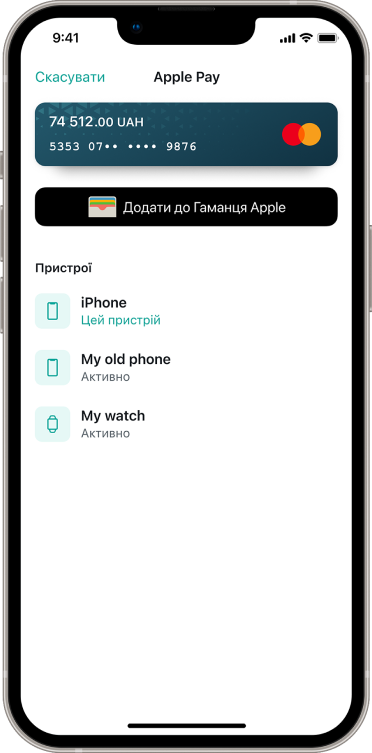 9:41
Скасувати
Apple Pay
74 512.00 UAH
5353 07•• •••• 9876
Додати до Гаманця Apple
Пристрої
iPhone
Цей пристрій
My old phone
Активно
My watch
Активно